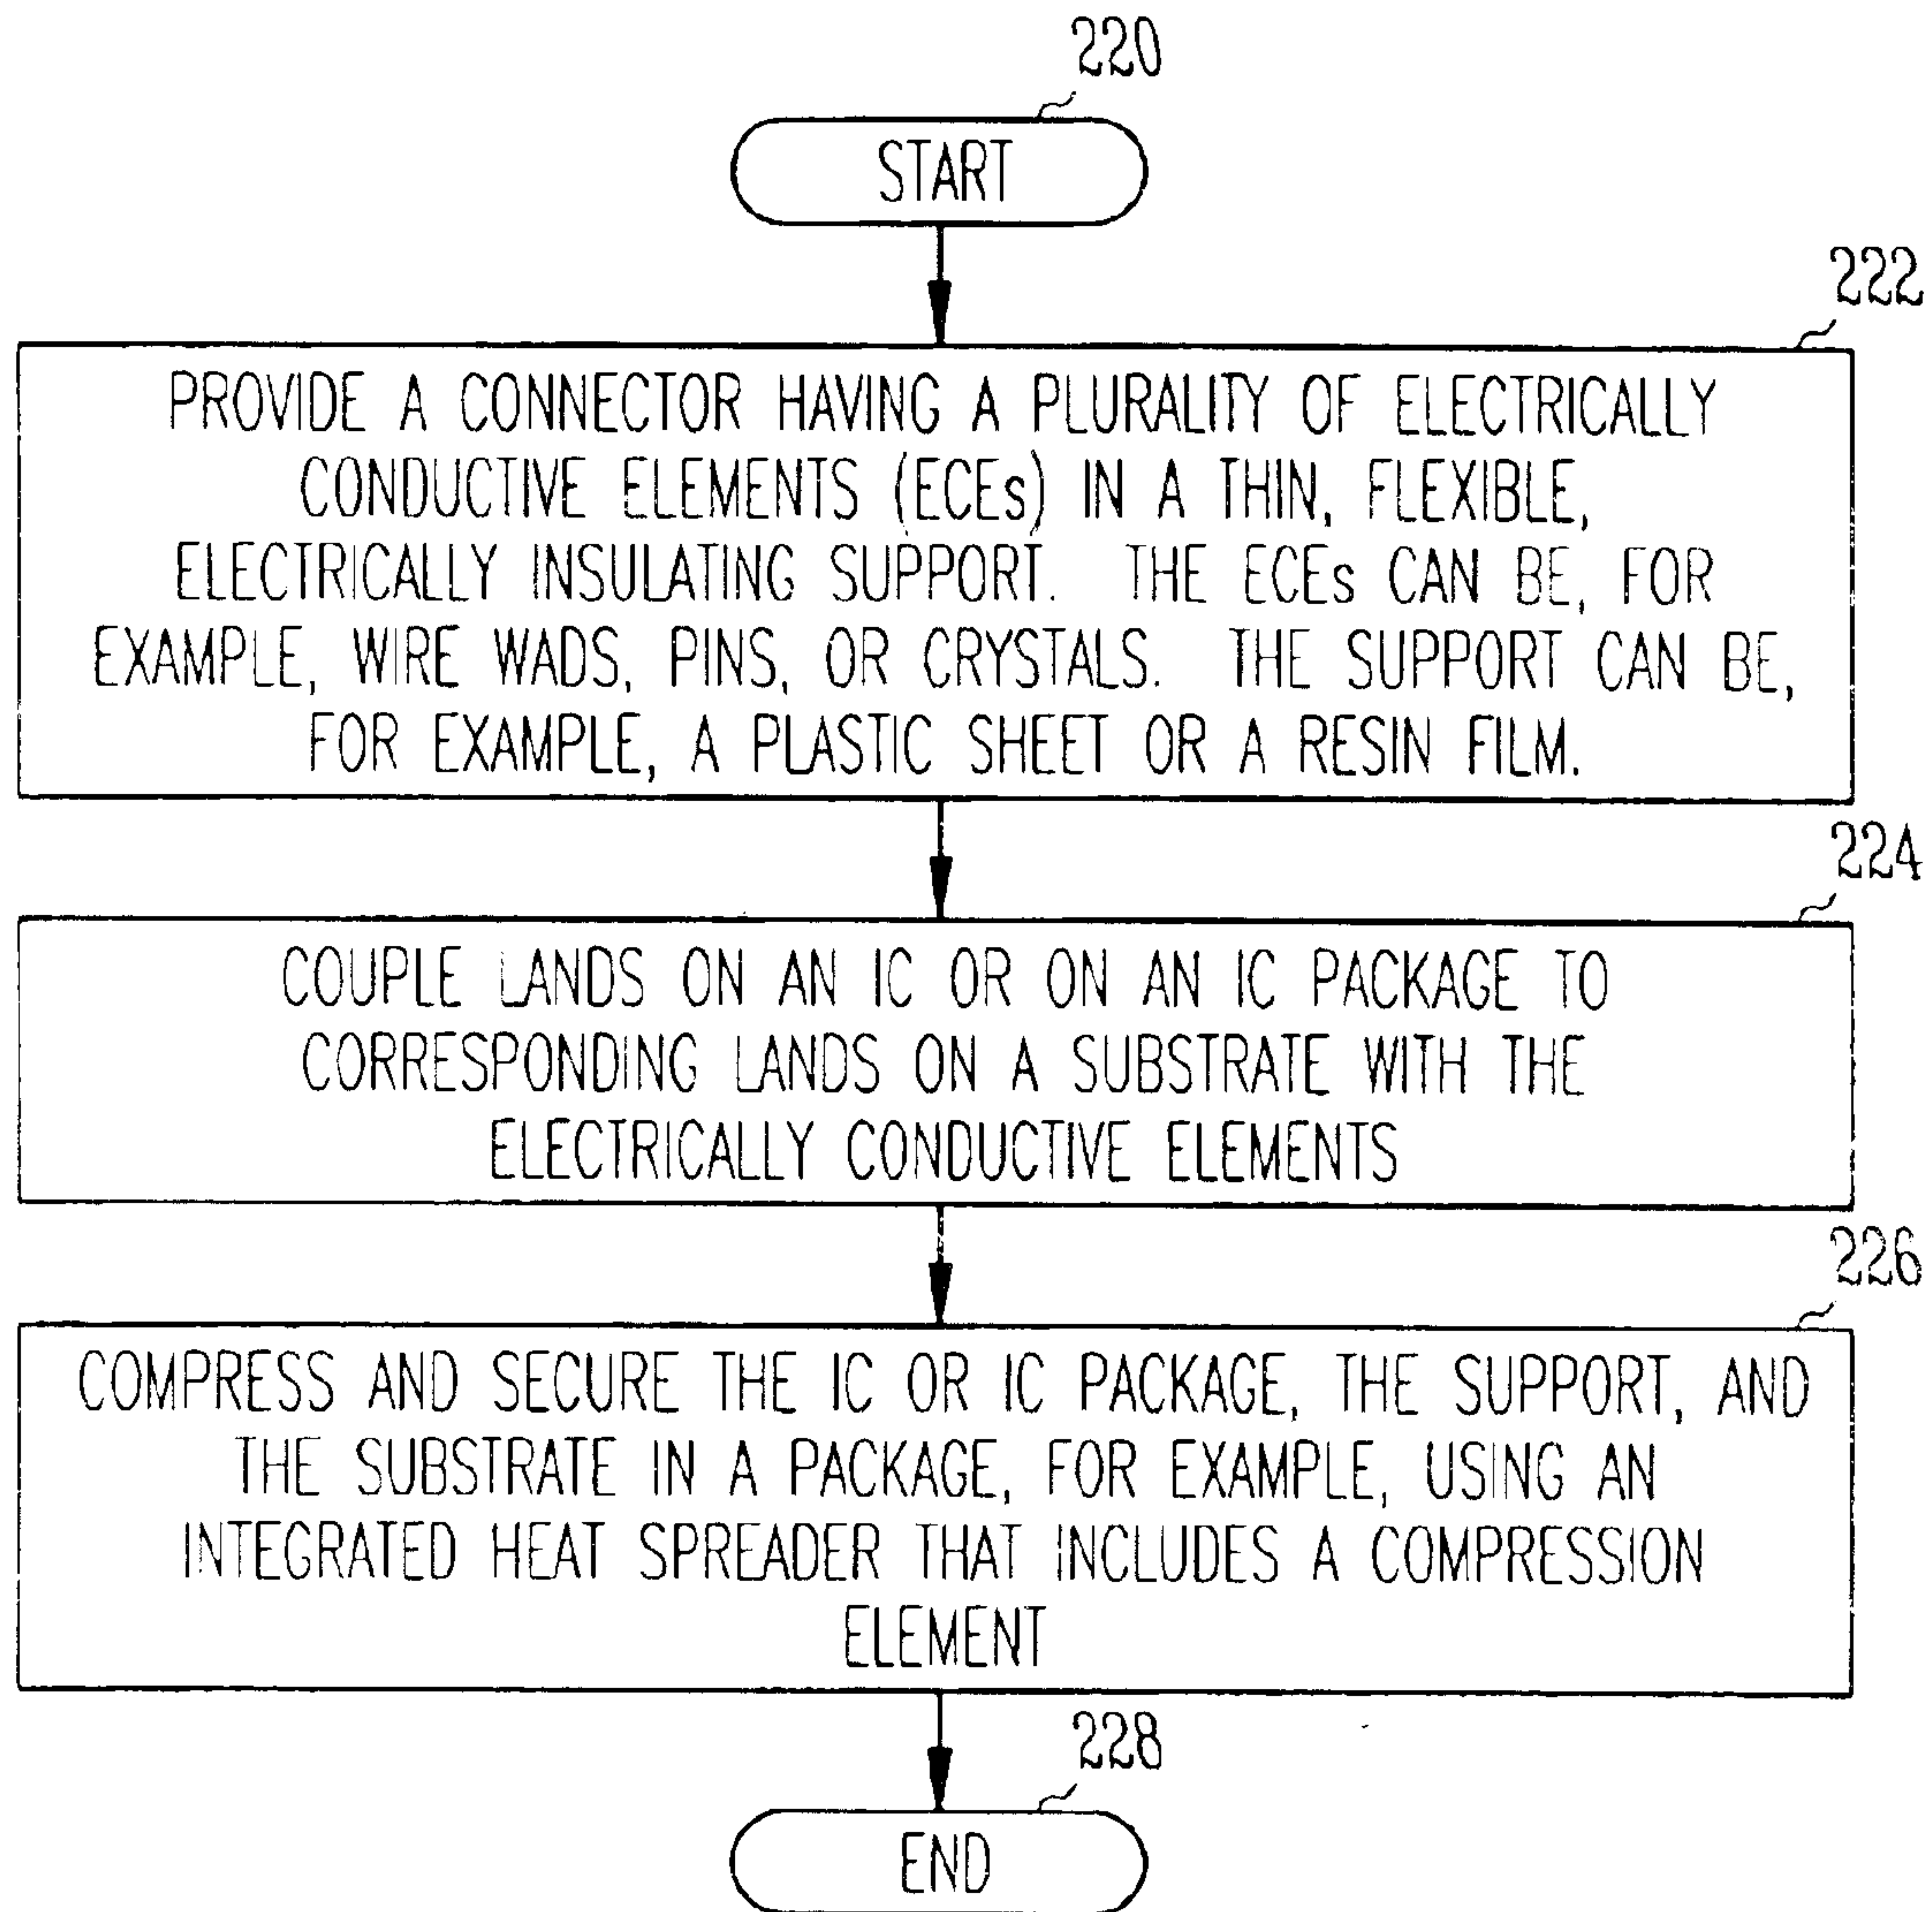 220
START
222
PROVIDE A CONNECTOR HAVING A PLURALITY OF ELECTRICALLY
CONDUCTIVE ELEMENTS (ECEs) IN A THIN, FLEXIBLE,
ELECTRICALLY INSULATING SUPPORT. THE ECEs CAN BE, FOR
EXAMPLE, WIRE WADS, PINS, OR CRYSTALS. THE SUPPORT CAN BE,
FOR EXAMPLE, A PLASTIC SHEET OR A RESIN FILM.
224
COUPLE LANDS ON AN IC OR ON AN IC PACKAGE TO
CORRESPONDING LANDS ON A SUBSTRATE WITH THE
ELECTRICALLY CONDUCTIVE ELEMENTS
226
COMPRESS AND SECURE THE IC OR IC PACKAGE, THE SUPPORT, AND
THE SUBSTRATE IN A PACKAGE, FOR EXAMPLE, USING AN
INTEGRATED HEAT SPREADER THAT INCLUDES A COMPRESSION
ELEMENT
228
END